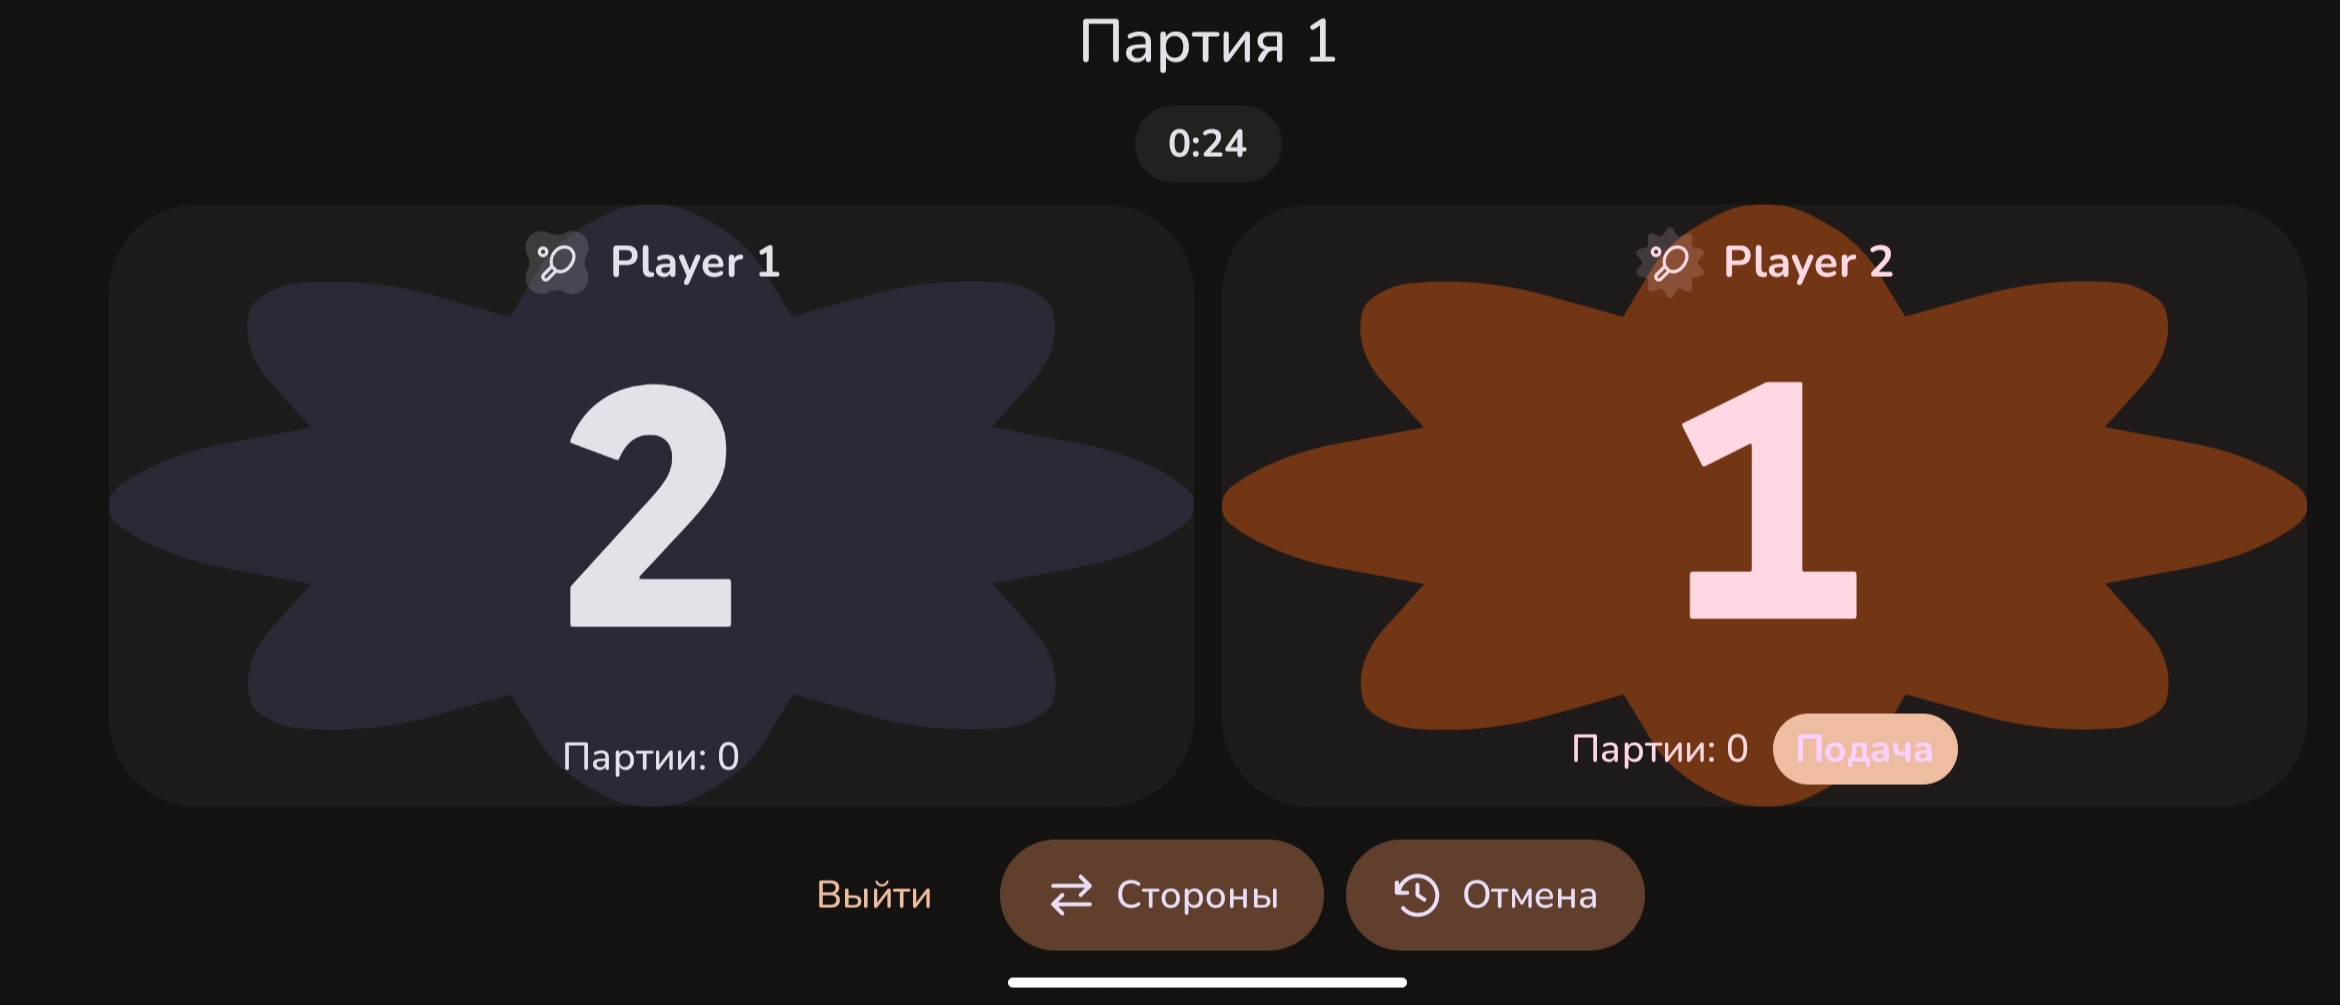 Партия 1
0:24
Player 1
2
Партии: 0
Player 2
1
Партии: 0 Подача
Выйти Стороны Отмена